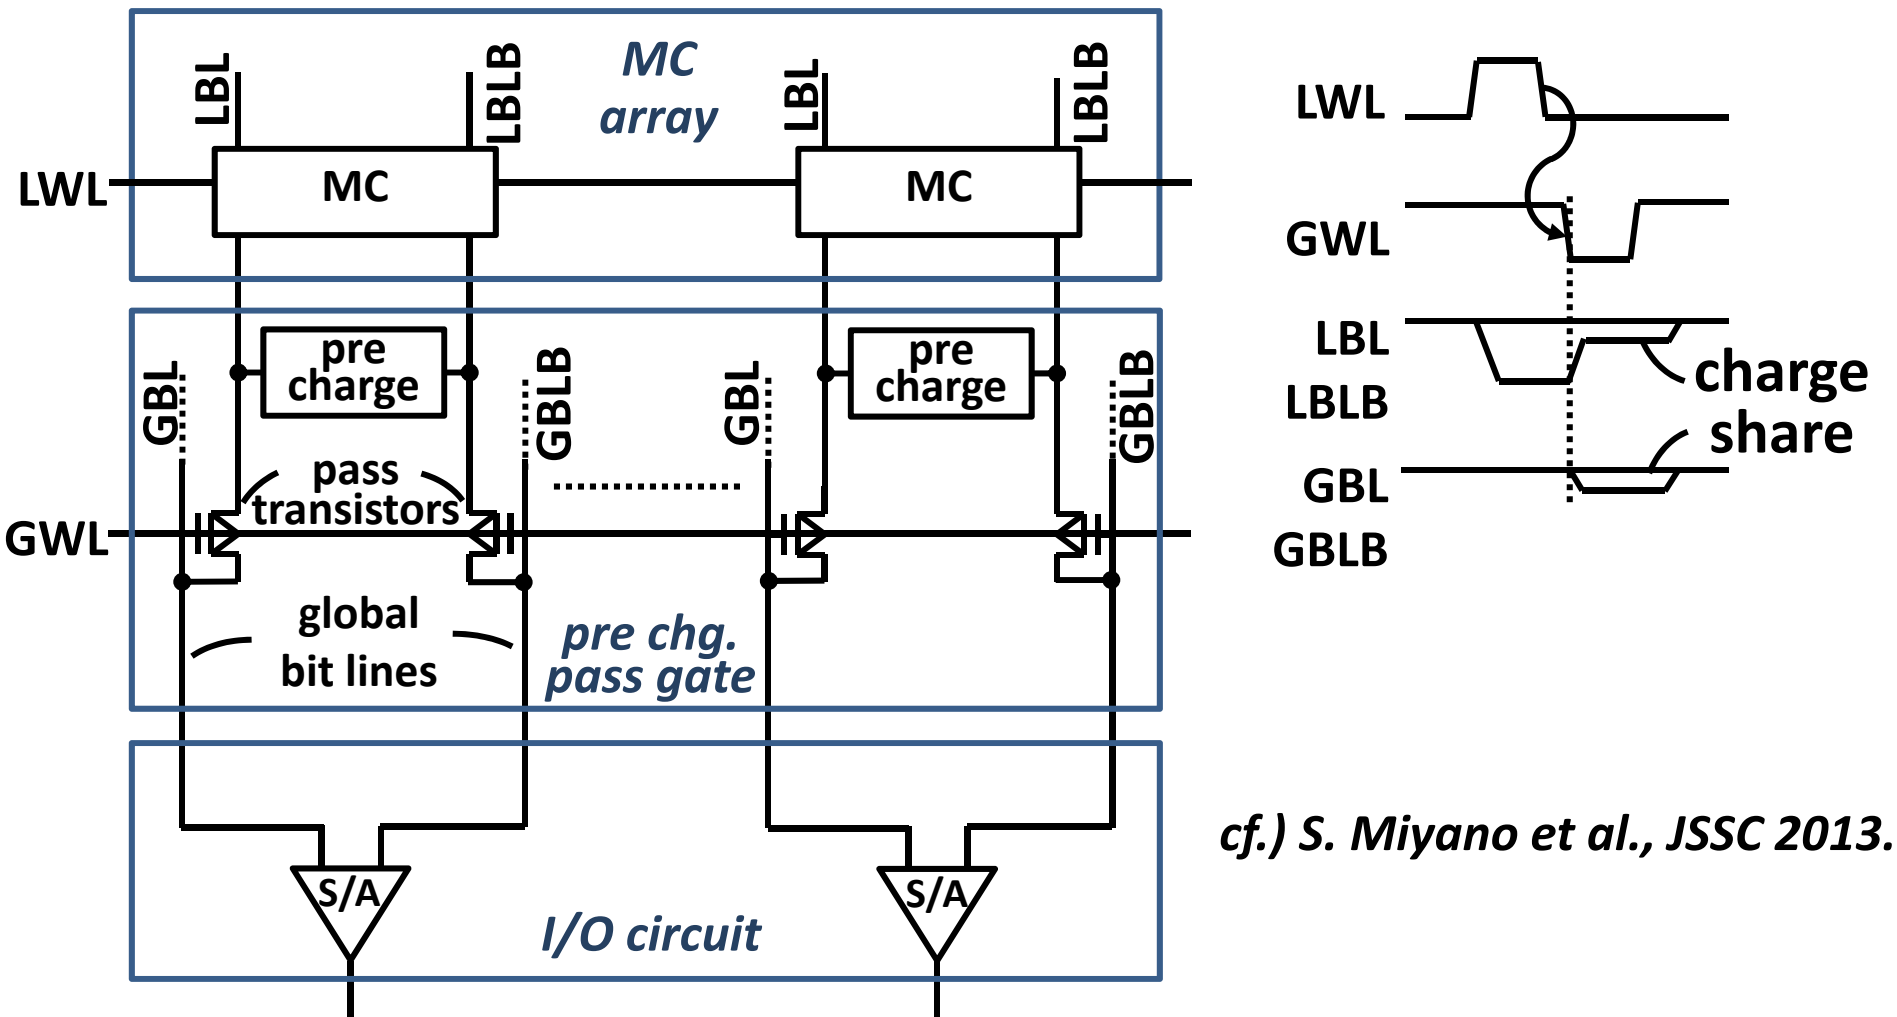 MC
array
LBL
LBLB
LBL
LBLB
LWL
MC
MC
pre
charge
pre
charge
GBL
GBLB
GBL
GBLB
pass
transistors
GWL
global
bit lines
pre chg.
pass gate
S/A
S/A
I/O circuit
LWL
GWL
LBL
LBLB
charge
share
GBL
GBLB
cf.) S. Miyano et al., JSSC 2013.